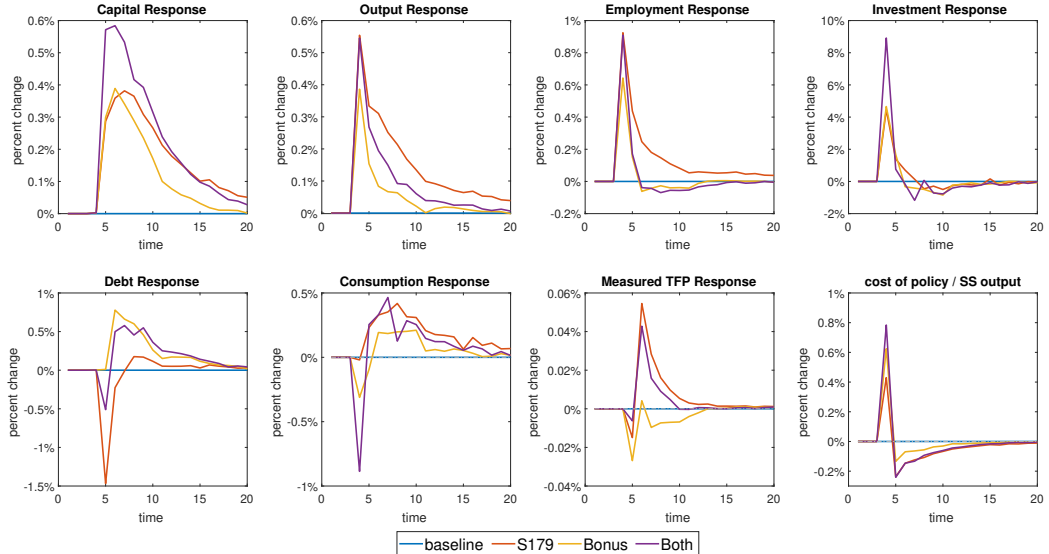 Capital Response
0.6%
0.5%
0.4%
0.3%
0.2%
0.1%
0%
percent change
0 5 10 15 20
time
Output Response
0.6%
0.5%
0.4%
0.3%
0.2%
0.1%
0%
percent change
0 5 10 15 20
time
Employment Response
1%
0.8%
0.6%
0.4%
0.2%
0%
-0.2%
percent change
0 5 10 15 20
time
Investment Response
10%
8%
6%
4%
2%
0%
-2%
percent change
0 5 10 15 20
time
Debt Response
1%
0.5%
0%
-0.5%
-1%
-1.5%
percent change
0 5 10 15 20
time
Consumption Response
0.5%
0%
-0.5%
-1%
percent change
0 5 10 15 20
time
Measured TFP Response
0.06%
0.04%
0.02%
0%
-0.02%
-0.04%
percent change
0 5 10 15 20
time
cost of policy / SS output
1%
0.8%
0.6%
0.4%
0.2%
0%
-0.2%
percent change
0 5 10 15 20
time
baseline S179 Bonus Both